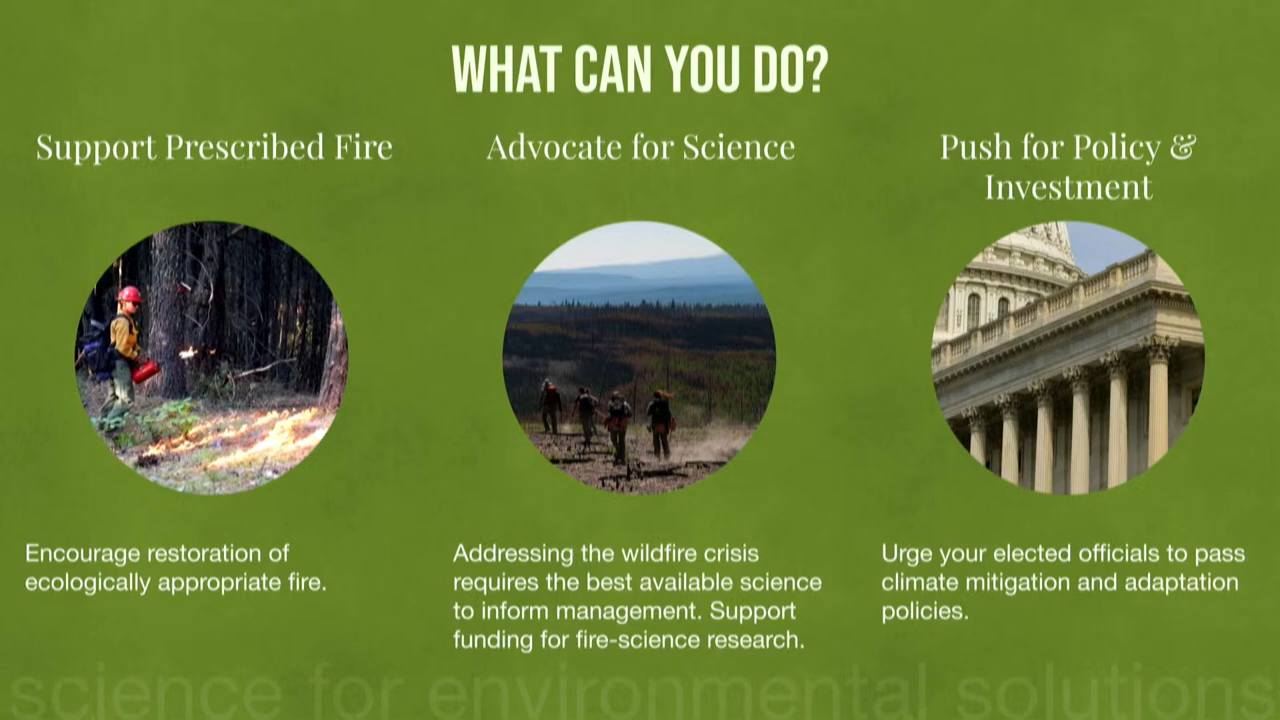 WHAT CAN YOU DO?
Support Prescribed Fire
Advocate for Science
Push for Policy &
Investment
Encourage restoration of
ecologically appropriate fire.
Addressing the wildfire crisis
requires the best available science
to inform management. Support
funding for fire-science research.
Urge your elected officials to pass
climate mitigation and adaptation
policies.
science for environmental solutions